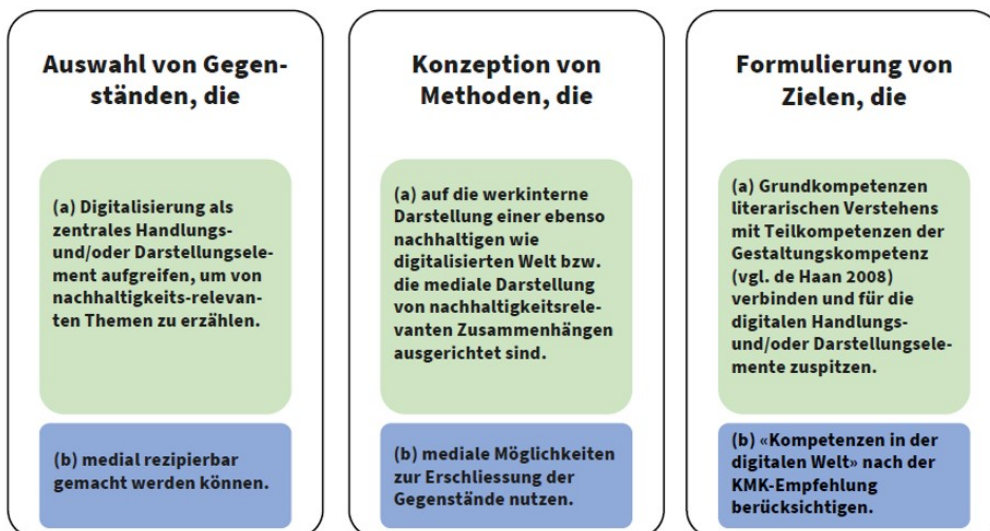 Auswahl von Gegen-
ständen, die
(a) Digitalisierung als
zentrales Handlungs-
und/oder Darstellungsele-
ment aufgreifen, um von
nachhaltigkeits-relevan-
ten Themen zu erzählen.
(b) medial rezipierbar
gemacht werden können.
Konzeption von
Methoden, die
(a) auf die werkinterne
Darstellung einer ebenso
nachhaltigen wie
digitalisierten Welt bzw.
die mediale Darstellung
von nachhaltigkeitsrele-
vanten Zusammenhängen
ausgerichtet sind.
(b) mediale Möglichkeiten
zur Erschliessung der
Gegenstände nutzen.
Formulierung von
Zielen, die
(a) Grundkompetenzen
literarischen Verstehens
mit Teilkompetenzen der
Gestaltungskompetenz
(vgl. de Haan 2008)
verbinden und für die
digitalen Handlungs-
und/oder Darstellungsele-
mente zuspitzen.
(b) «Kompetenzen in der
digitalen Welt» nach der
KMK-Empfehlung
berücksichtigen.